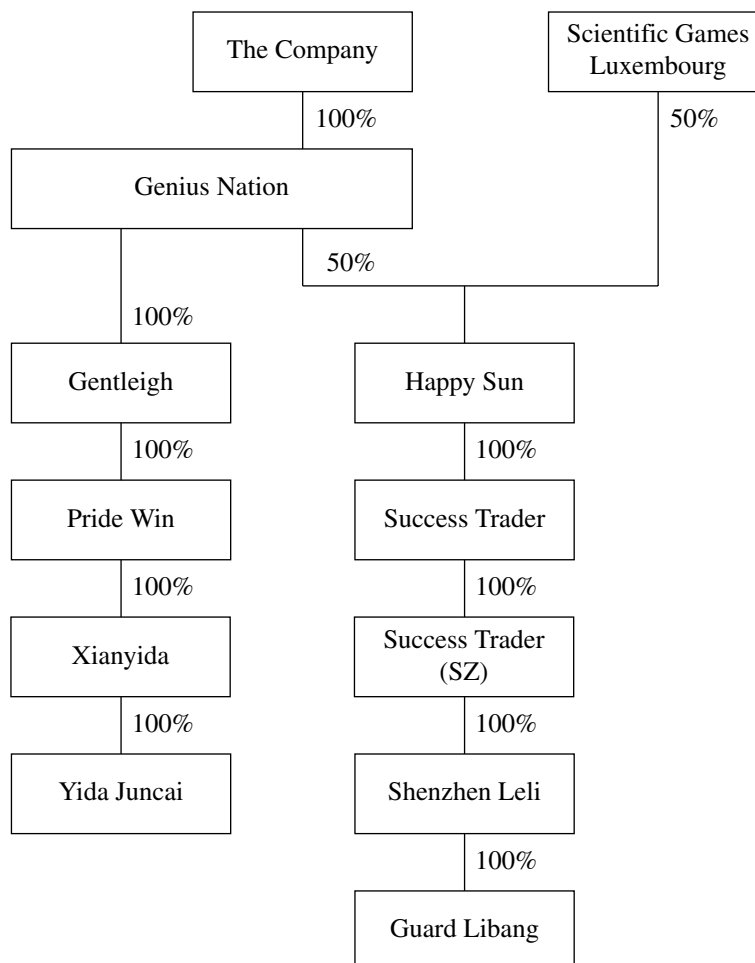 The Company
Scientific Games
Luxembourg
100%
50%
Genius Nation
50%
100%
Gentleigh
Happy Sun
100%
100%
Pride Win
Success Trader
100%
100%
Xianyida
Success Trader
(SZ)
100%
100%
Yida Juncai
Shenzhen Leli
100%
Guard Libang